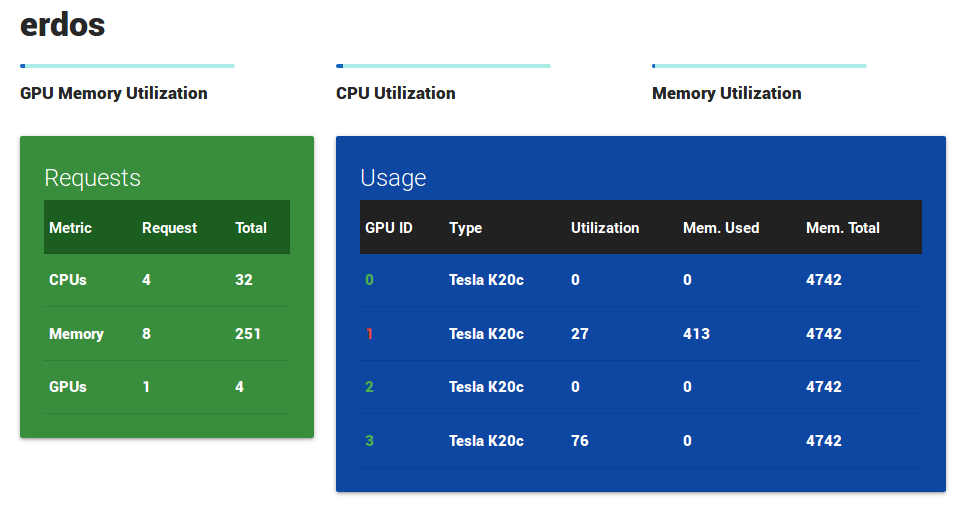 erdos
GPU Memory Utilization
CPU Utilization
Memory Utilization
Requests
Metric Request Total
CPUs 4 32
Memory 8 251
GPUs 1 4
Usage
GPU ID Type Utilization Mem. Used Mem. Total
0 Tesla K20c 0 0 4742
1 Tesla K20c 27 413 4742
2 Tesla K20c 0 0 4742
3 Tesla K20c 76 0 4742